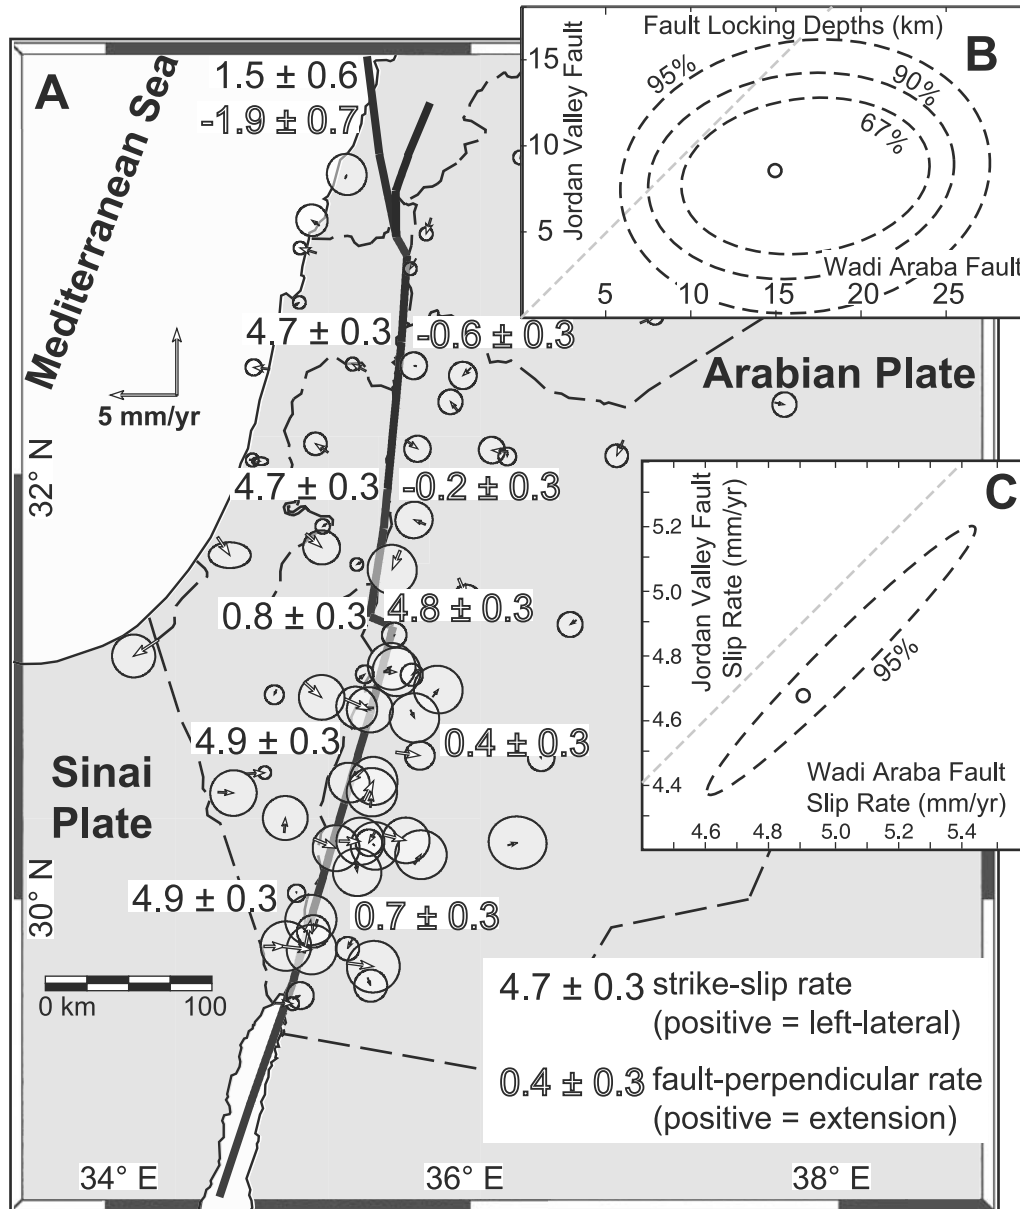 A
Mediterranean Sea
1.5 ± 0.6
-1.9 ± 0.7
5 mm/yr
4.7 ± 0.3
-0.6 ± 0.3
Arabian Plate
32° N
4.7 ± 0.3
-0.2 ± 0.3
0.8 ± 0.3
4.8 ± 0.3
4.9 ± 0.3
0.4 ± 0.3
Sinai
Plate
30° N
4.9 ± 0.3
0.7 ± 0.3
0 km
100
34° E
36° E
38° E
4.7 ± 0.3 strike-slip rate
(positive = left-lateral)
0.4 ± 0.3 fault-perpendicular rate
(positive = extension)
B
Fault Locking Depths (km)
Jordan Valley Fault
15
10
5
95%
90%
67%
Wadi Araba Fault
5 10 15 20 25
C
Jordan Valley Fault
Slip Rate (mm/yr)
5.2
5.0
4.8
4.6
4.4
95%
Wadi Araba Fault
Slip Rate (mm/yr)
4.6 4.8 5.0 5.2 5.4